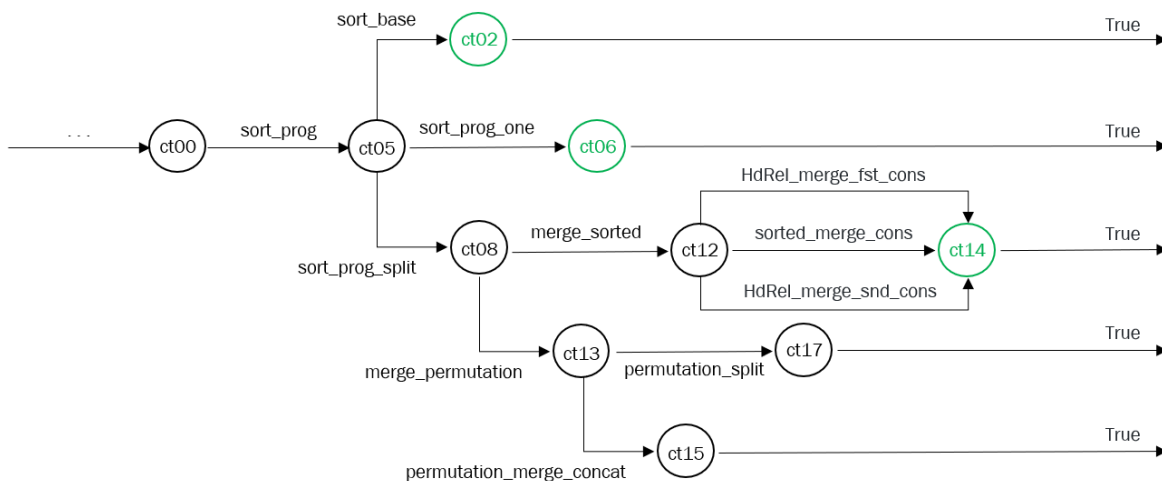 sort_base
ct02
True
. . .
ct00
sort_prog
ct05
sort_prog_one
ct06
True
sort_prog_split
ct08
merge_sorted
ct12
HdRel_merge_fst_cons
sorted_merge_cons
HdRel_merge_snd_cons
ct14
True
merge_permutation
ct13
permutation_split
ct17
True
permutation_merge_concat
ct15
True